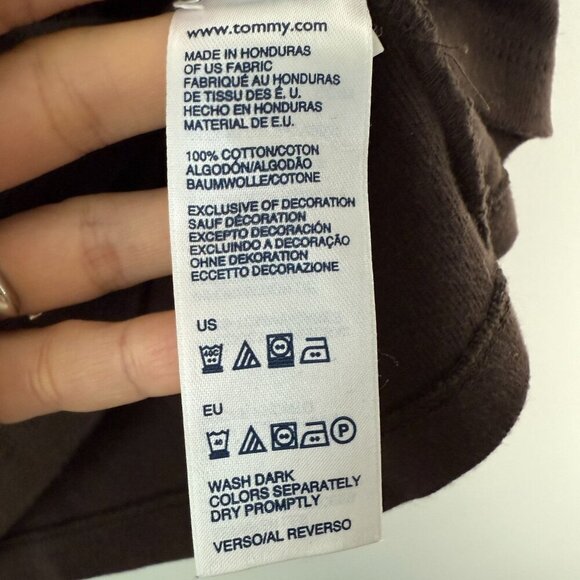 www.tommy.com
MADE IN HONDURAS
OF US FABRIC
FABRIQUÉ AU HONDURAS
DE TISSU DES É. U.
HECHO EN HONDURAS
MATERIAL DE E.U.
100% COTTON/COTON
ALGODÓN/ALGODÃO
BAUMWOLLE/COTONE
EXCLUSIVE OF DECORATION
SAUF DÉCORATION
EXCEPTO DECORACIÓN
EXCLUINDO A DECORAÇÃO
OHNE DEKORATION
ECCETTO DECORAZIONE
US
EU
P
WASH DARK
COLORS SEPARATELY
DRY PROMPTLY
VERSO/AL REVERSO